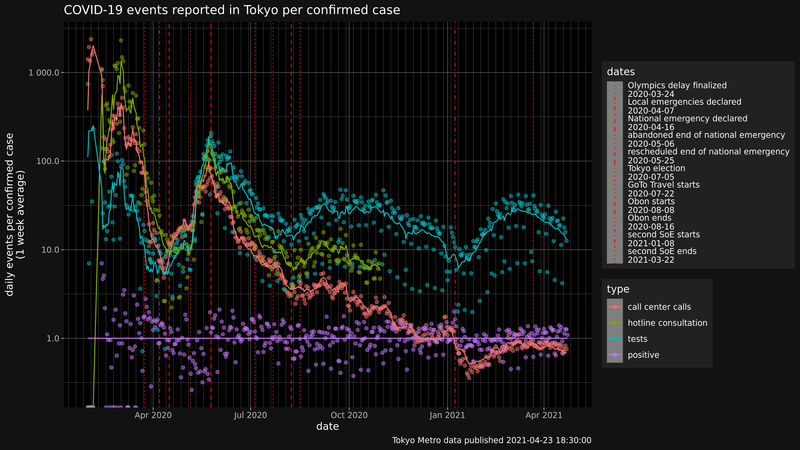 COVID-19 events reported in Tokyo per confirmed case
daily events per confirmed case
(1 week average)
1 000.0
100.0
10.0
1.0
Apr 2020
Jul 2020
Oct 2020
Jan 2021
Apr 2021
date
dates
Olympics delay finalized
2020-03-24
Local emergencies declared
2020-04-07
National emergency declared
2020-04-16
abandoned end of national emergency
2020-05-06
rescheduled end of national emergency
2020-05-25
Tokyo election
2020-07-05
GoTo Travel starts
2020-07-22
Obon starts
2020-08-08
Obon ends
2020-08-16
second SoE starts
2021-01-08
second SoE ends
2021-03-22
type
call center calls
hotline consultation
tests
positive
Tokyo Metro data published 2021-04-23 18:30:00